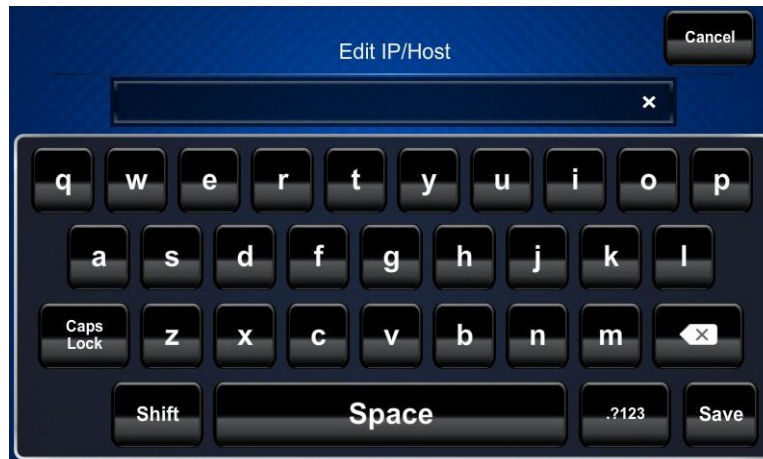 Cancel
Edit IP/Host
q w e r t y u i o p
a s d f g h j k l
Caps
Lock
z x c v b n m
Shift Space .?123 Save